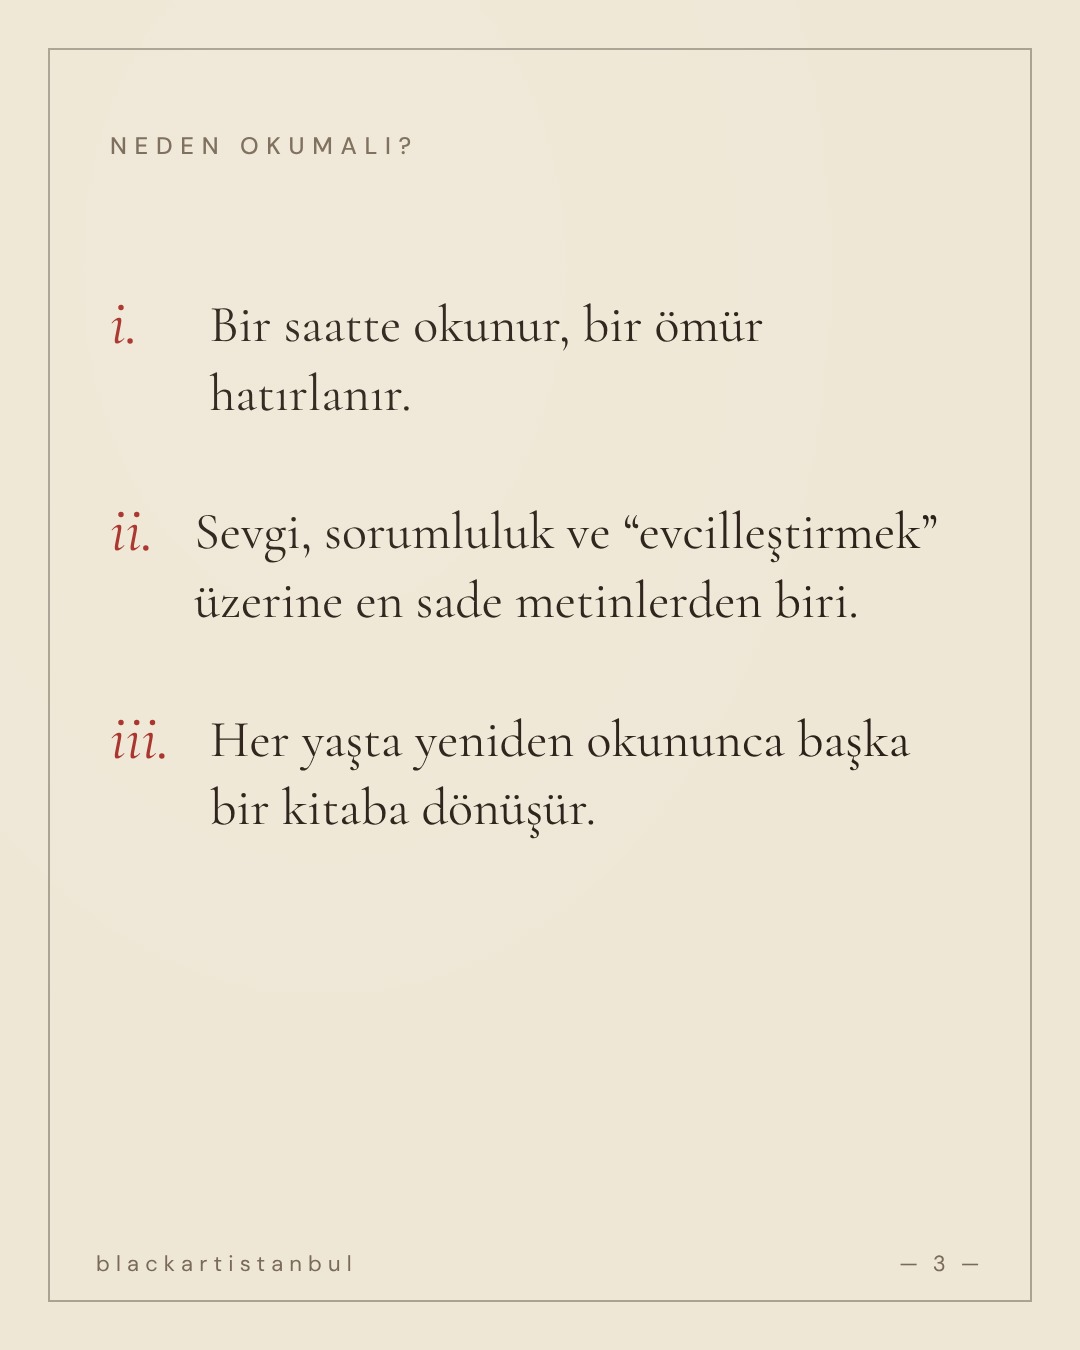 NEDEN OKUMALI?
i. Bir saatte okunur, bir ömür
hatırlanır.
ii. Sevgi, sorumluluk ve “evcilleştirmek”
üzerine en sade metinlerden biri.
iii. Her yaşta yeniden okununca başka
bir kitaba dönüşür.
blackartistanbul
— 3 —